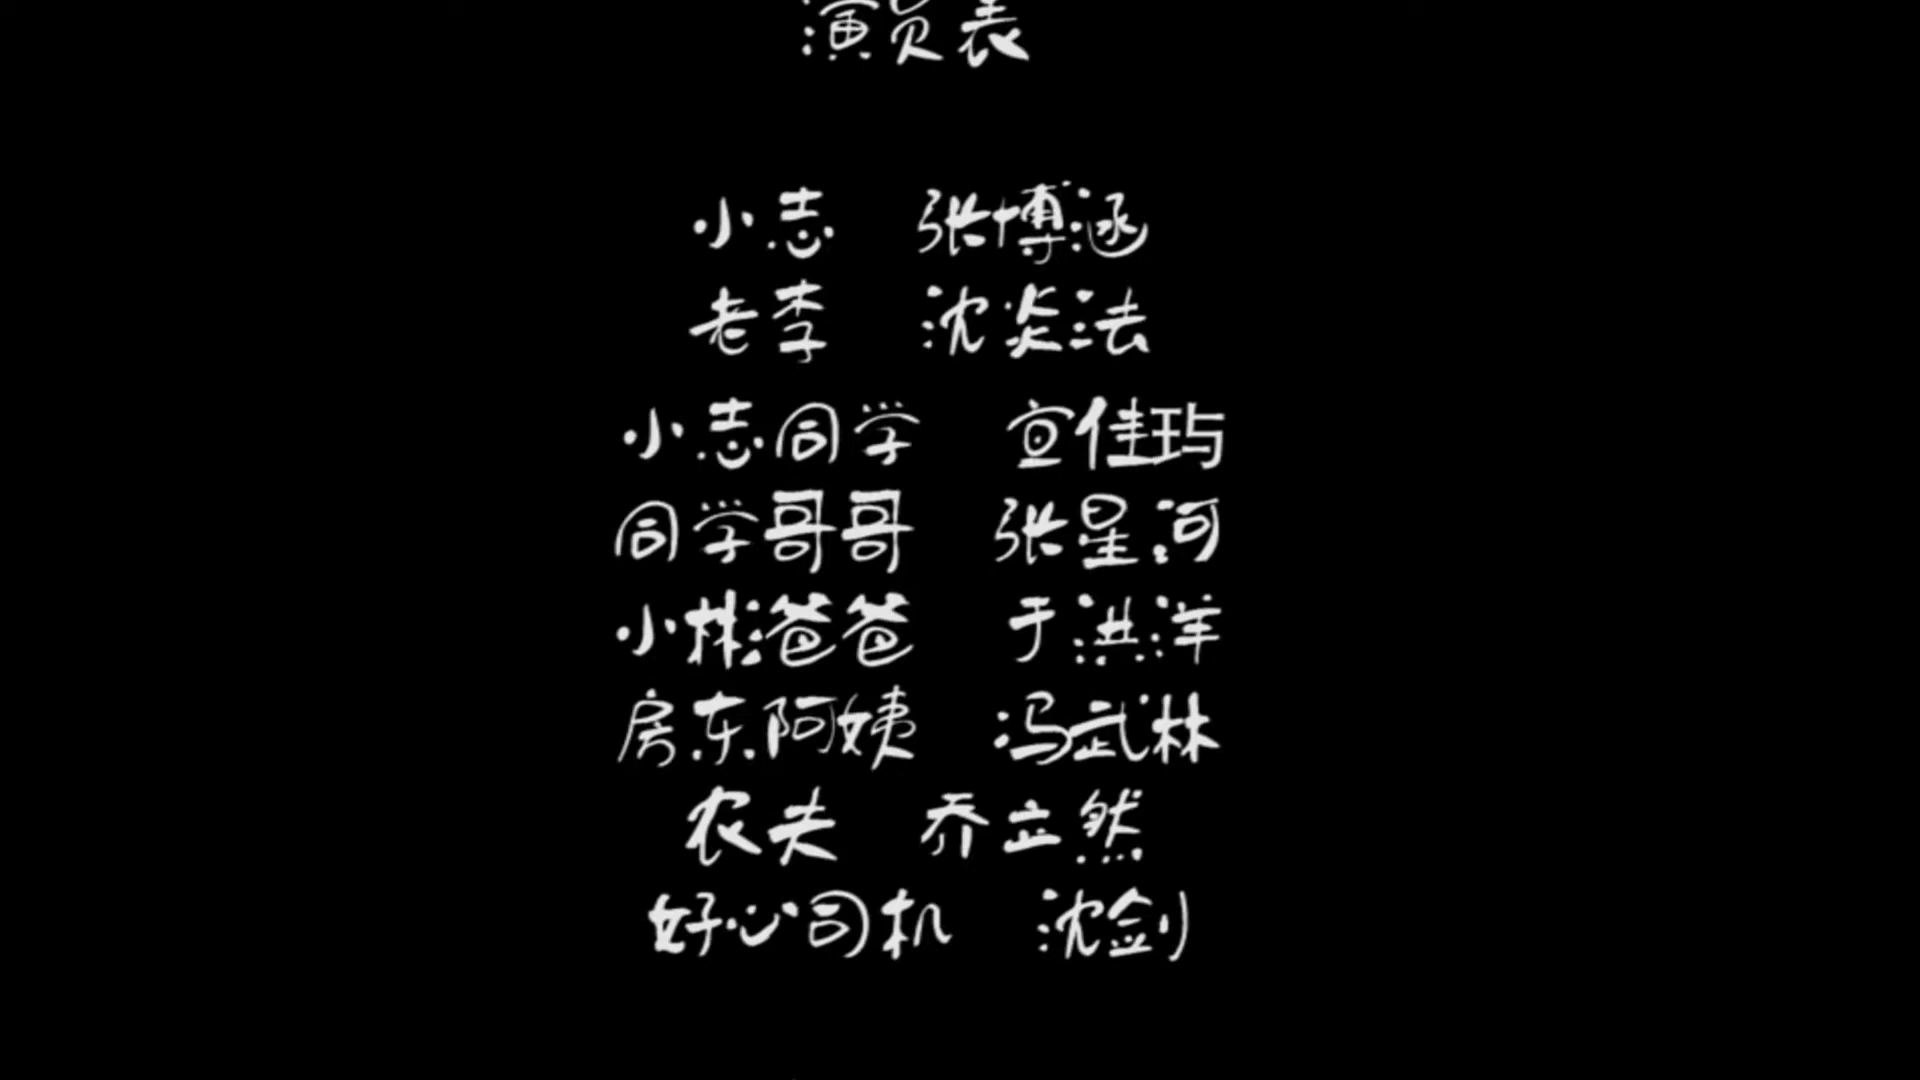 演员表
小志 张博涵
老李 沈炎法
小志同学 宣佳玙
同学哥哥 张星河
小彬爸爸 于洪洋
房东阿姨 冯武林
农夫 乔立然
好心司机 沈剑